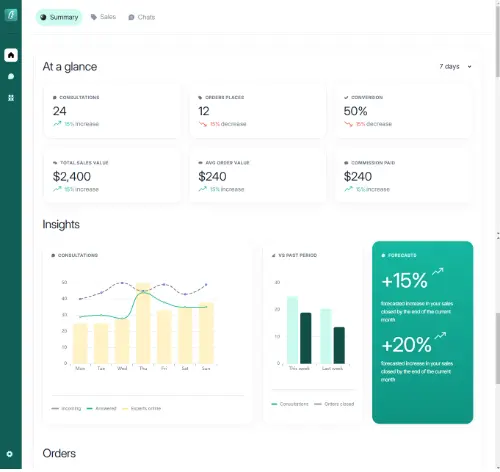 Summary Sales Chats
At a glance
7 days
CONSULTATIONS
24
15% increase
ORDERS PLACES
12
15% decrease
CONVERSION
50%
15% decrease
TOTAL SALES VALUE
$2,400
15% increase
AVG ORDER VALUE
$240
15% increase
COMMISSION PAID
$240
15% increase
Insights
CONSULTATIONS
50
40
30
20
10
0
Mon Tue Wed Thu Fri Sat Sun
Incoming Answered Experts online
VS PAST PERIOD
30
20
10
0
This week Last week
Consultations Orders closed
FORECASTS
+15%
forecasted increase in your sales
closed by the end of the current
month
+20%
forecasted increase in your sales
closed by the end of the current
month
Orders